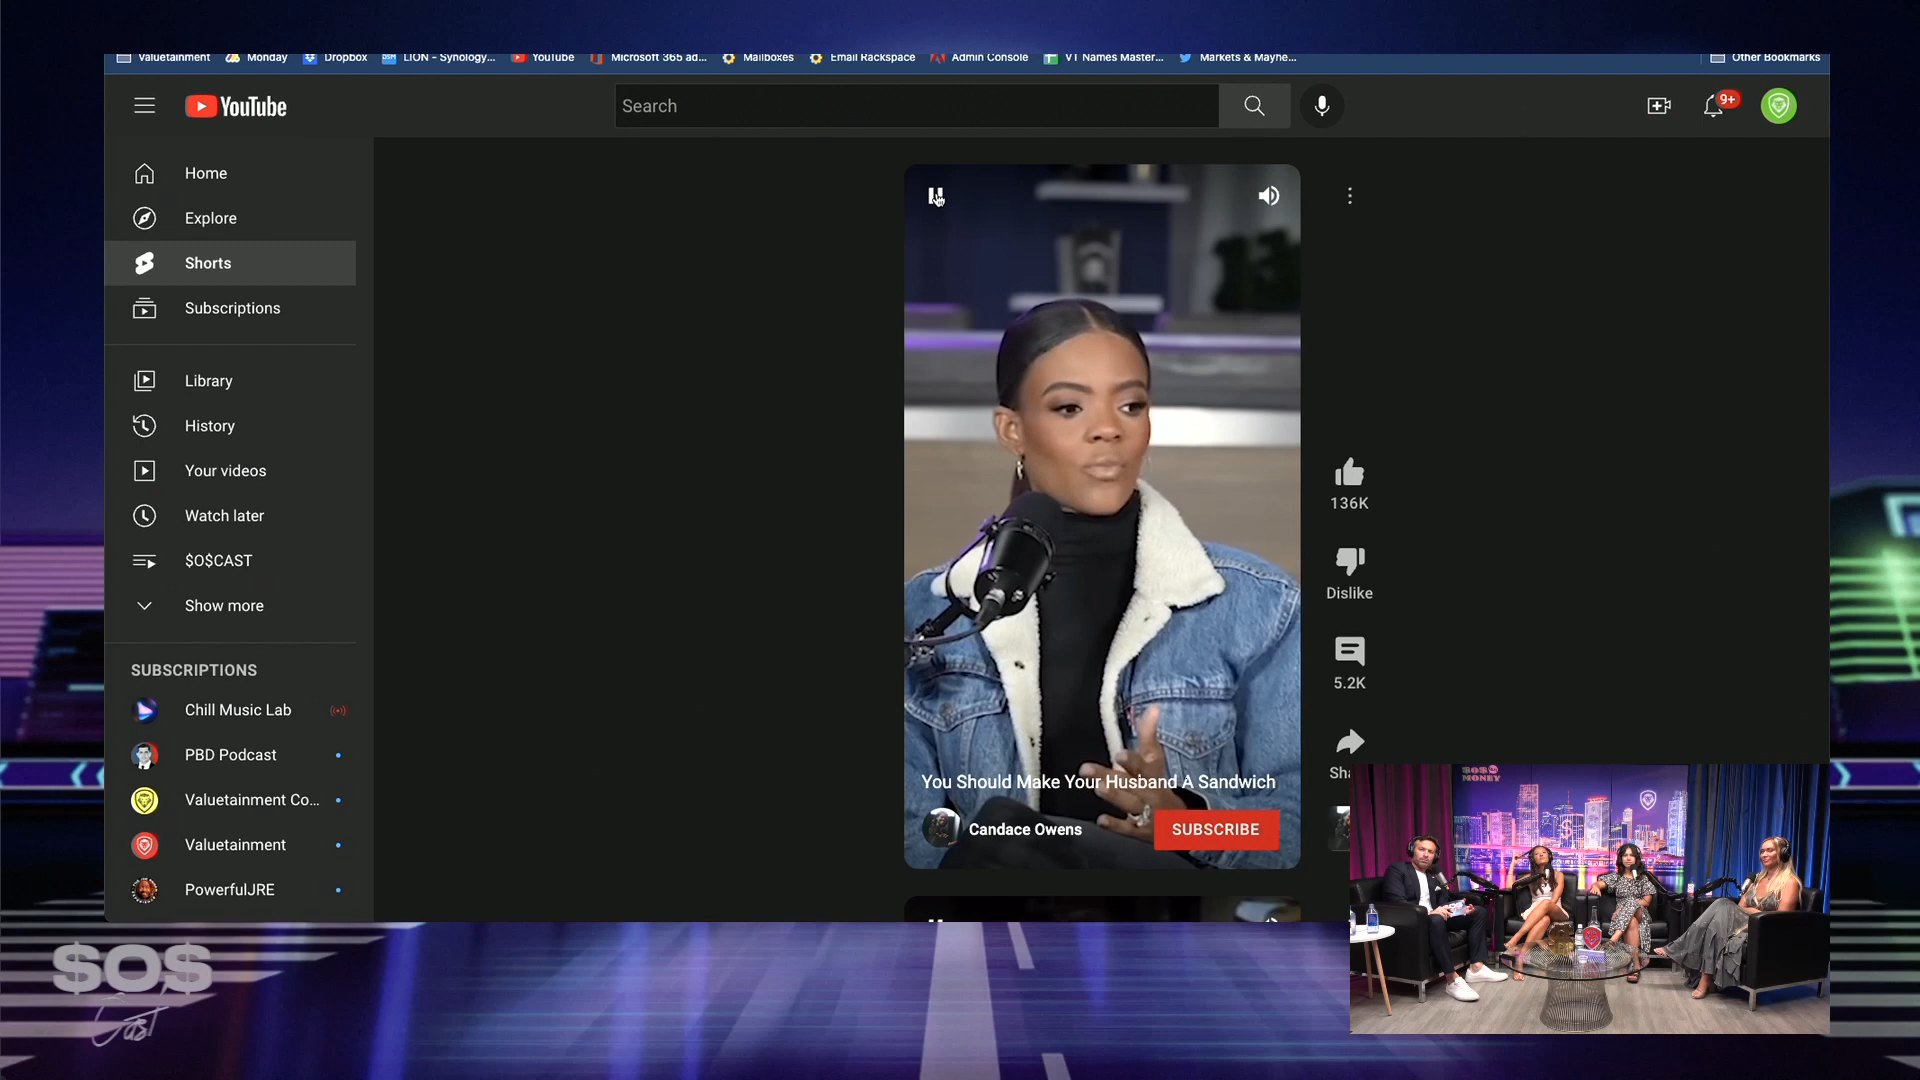 Valuetainment Monday Dropbox LION - Synology... YouTube Microsoft 365 ad... Mailboxes Email Rackspace Admin Console VT Names Master... Markets & Mayhe... Other Bookmarks
YouTube
Search
9+
Home
Explore
Shorts
Subscriptions
Library
History
Your videos
Watch later
$O$CAST
Show more
SUBSCRIPTIONS
Chill Music Lab
PBD Podcast
Valuetainment Co...
Valuetainment
PowerfulJRE
You Should Make Your Husband A Sandwich
Candace Owens
SUBSCRIBE
136K
Dislike
5.2K
Sha
$O$
Cast